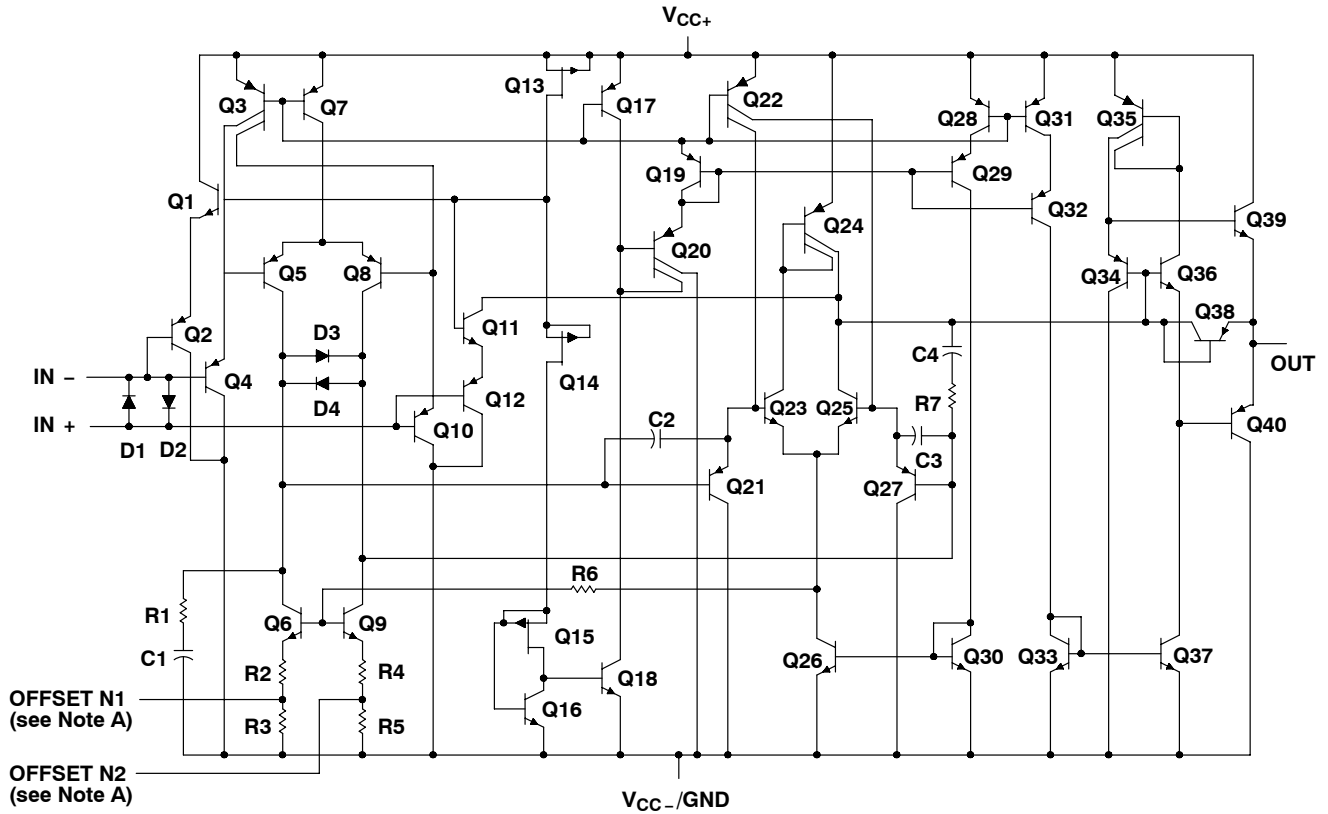 VCC+
Q3
Q7
Q13
Q17
Q22
Q28
Q31
Q35
Q1
Q19
Q29
Q32
Q39
Q5
Q8
Q20
Q24
Q34
Q36
Q2
D3
Q11
Q38
IN −
Q4
D4
Q12
Q14
C4
OUT
IN +
D1
D2
Q10
C2
Q23
Q25
R7
C3
Q40
Q21
Q27
R1
R6
Q6
Q9
Q15
C1
R2
R4
Q26
Q30
Q33
Q37
OFFSET N1
(see Note A)
R3
R5
Q16
Q18
OFFSET N2
(see Note A)
VCC−/GND